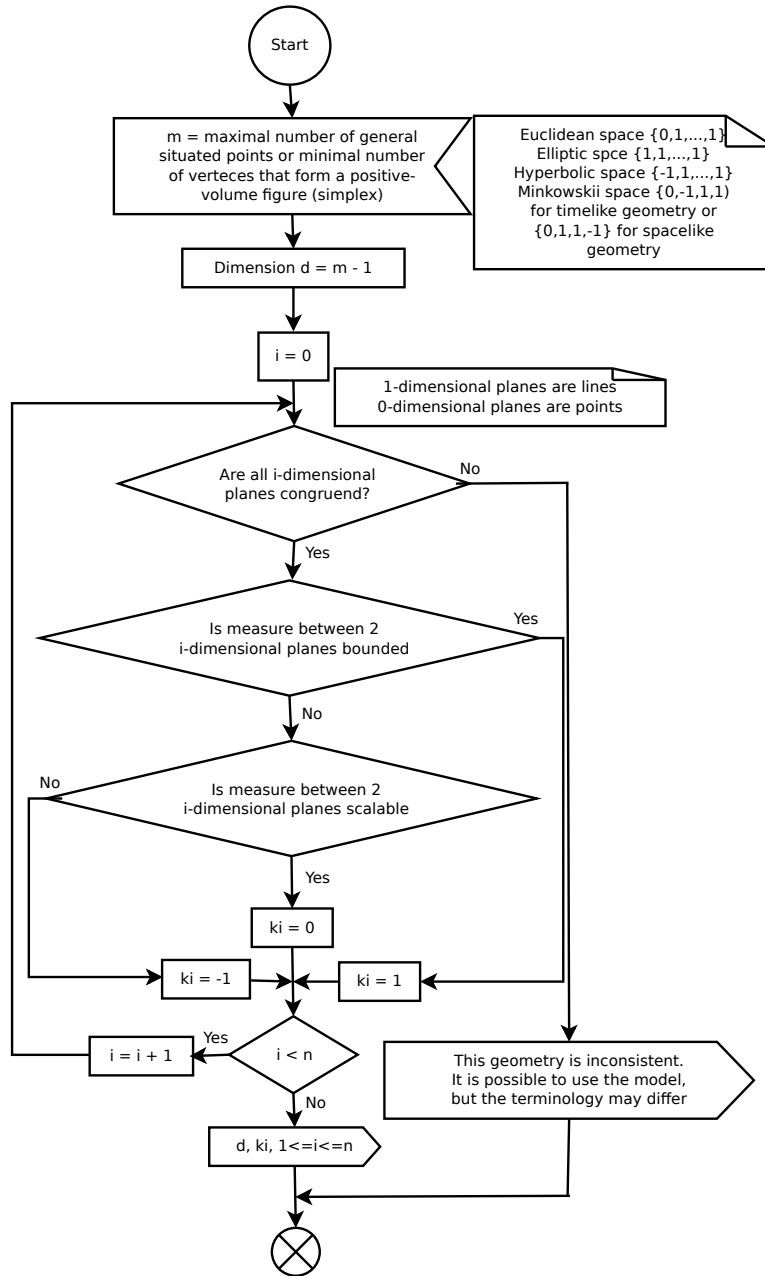 Start
m = maximal number of general
situated points or minimal number
of verteces that form a positive-
volume figure (simplex)
Euclidean space {0,1,...,1}
Elliptic spce {1,1,...,1}
Hyperbolic space {-1,1,...,1}
Minkowskii space {0,-1,1,1)
for timelike geometry or
{0,1,1,-1} for spacelike
geometry
Dimension d = m - 1
i = 0
1-dimensional planes are lines
0-dimensional planes are points
Are all i-dimensional
planes congruend?
No
Yes
Is measure between 2
i-dimensional planes bounded
Yes
No
Is measure between 2
i-dimensional planes scalable
No
Yes
ki = 0
ki = -1
ki = 1
i < n
Yes
i = i + 1
No
This geometry is inconsistent.
It is possible to use the model,
but the terminology may differ
d, ki, 1<=i<=n